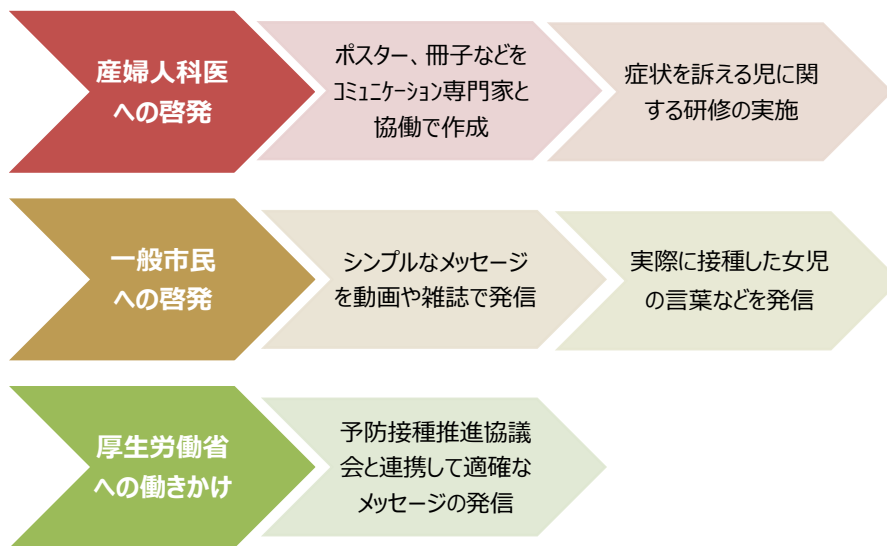 産婦人科医
への啓発
ポスター、冊子などを
コミュニケーション専門家と
協働で作成
症状を訴える児に関
する研修の実施
一般市民
への啓発
シンプルなメッセージ
を動画や雑誌で発信
実際に接種した女児
の言葉などを発信
厚生労働省
への働きかけ
予防接種推進協議
会と連携して適確な
メッセージの発信